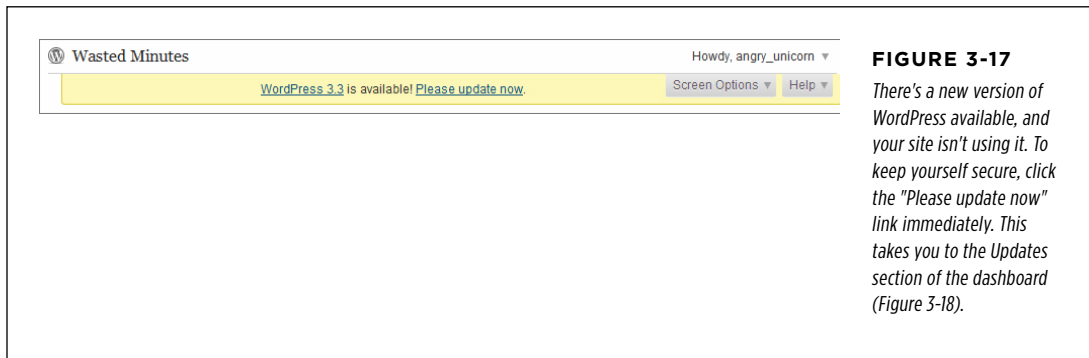 Wasted Minutes
Howdy, angry_unicorn
WordPress 3.3 is available! Please update now.
Screen Options
Help
FIGURE 3-17
There's a new version of
WordPress available, and
your site isn't using it. To
keep yourself secure, click
the "Please update now"
link immediately. This
takes you to the Updates
section of the dashboard
(Figure 3-18).